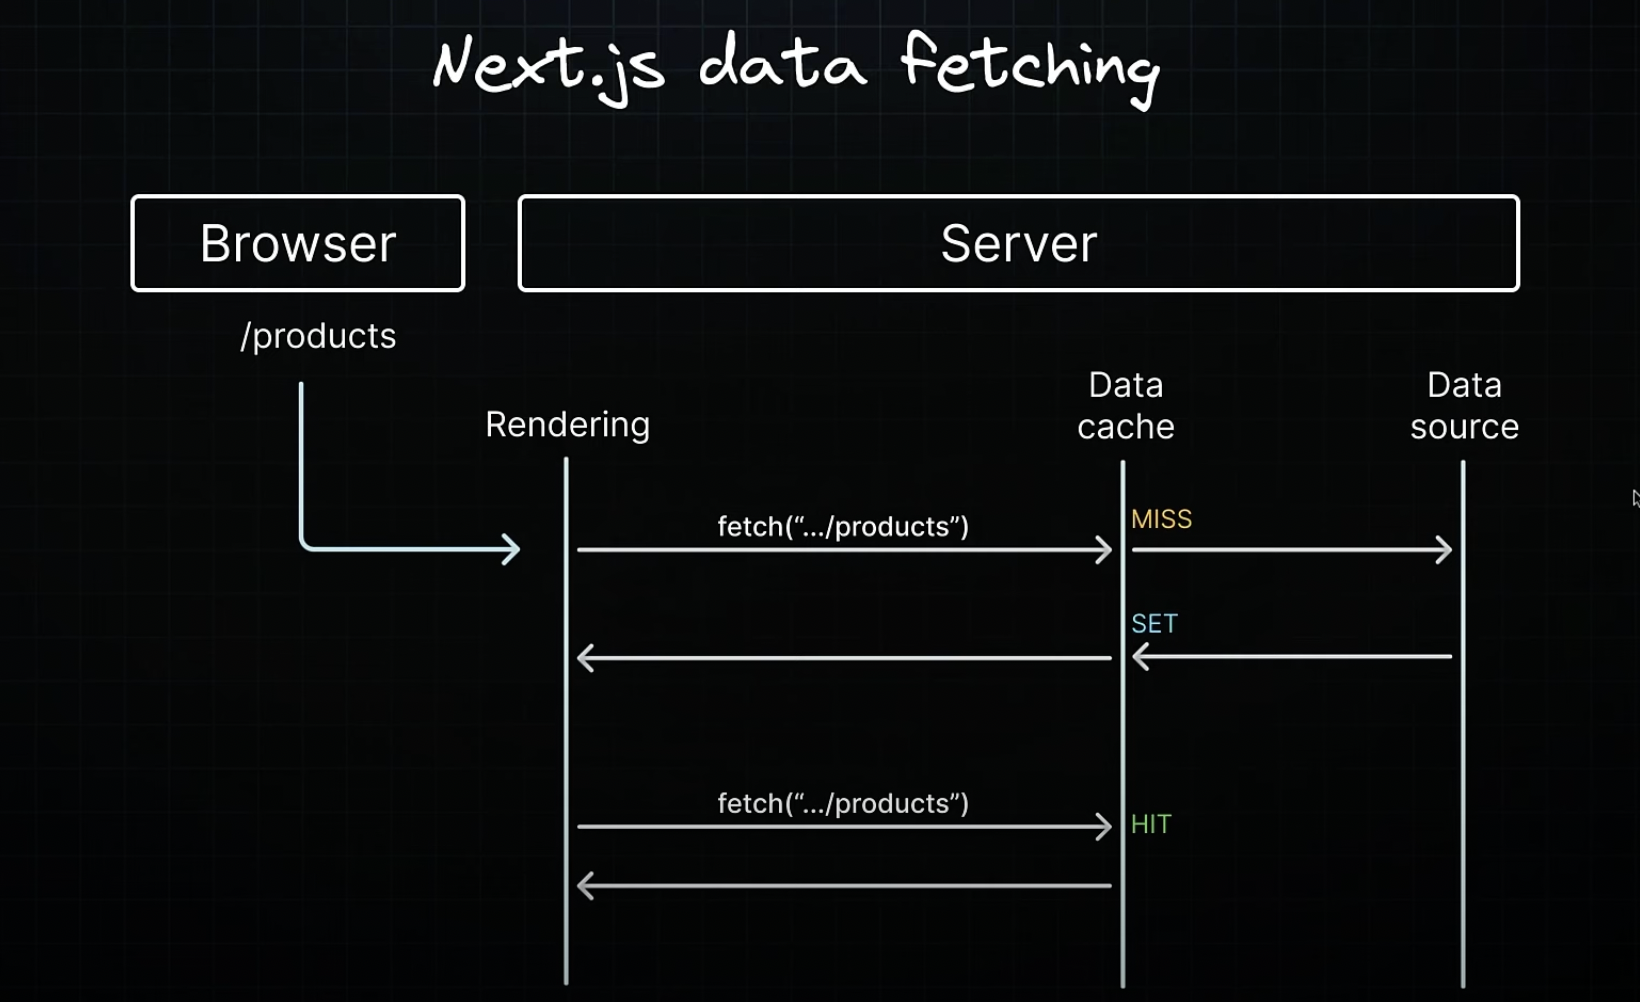 Next.js data fetching
Browser
Server
/products
Rendering
Data
cache
Data
source
fetch(“.../products”)
MISS
SET
fetch(“.../products”)
HIT